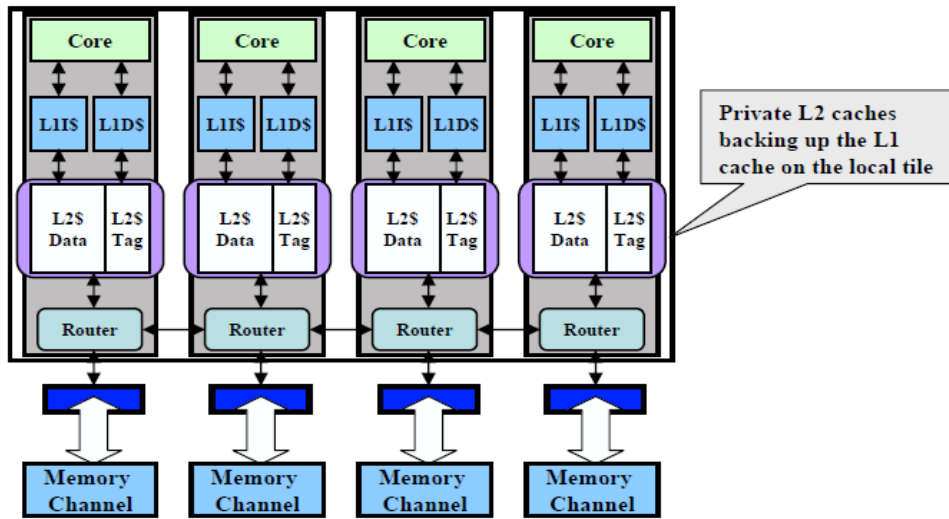 Core Core Core Core
L1I$ L1D$ L1I$ L1D$ L1I$ L1D$ L1I$ L1D$
Private L2 caches
backing up the L1
cache on the local tile
L2$ L2$ L2$ L2$ L2$ L2$ L2$ L2$
Data Tag Data Tag Data Tag Data Tag
Router Router Router Router
Memory Memory Memory Memory
Channel Channel Channel Channel